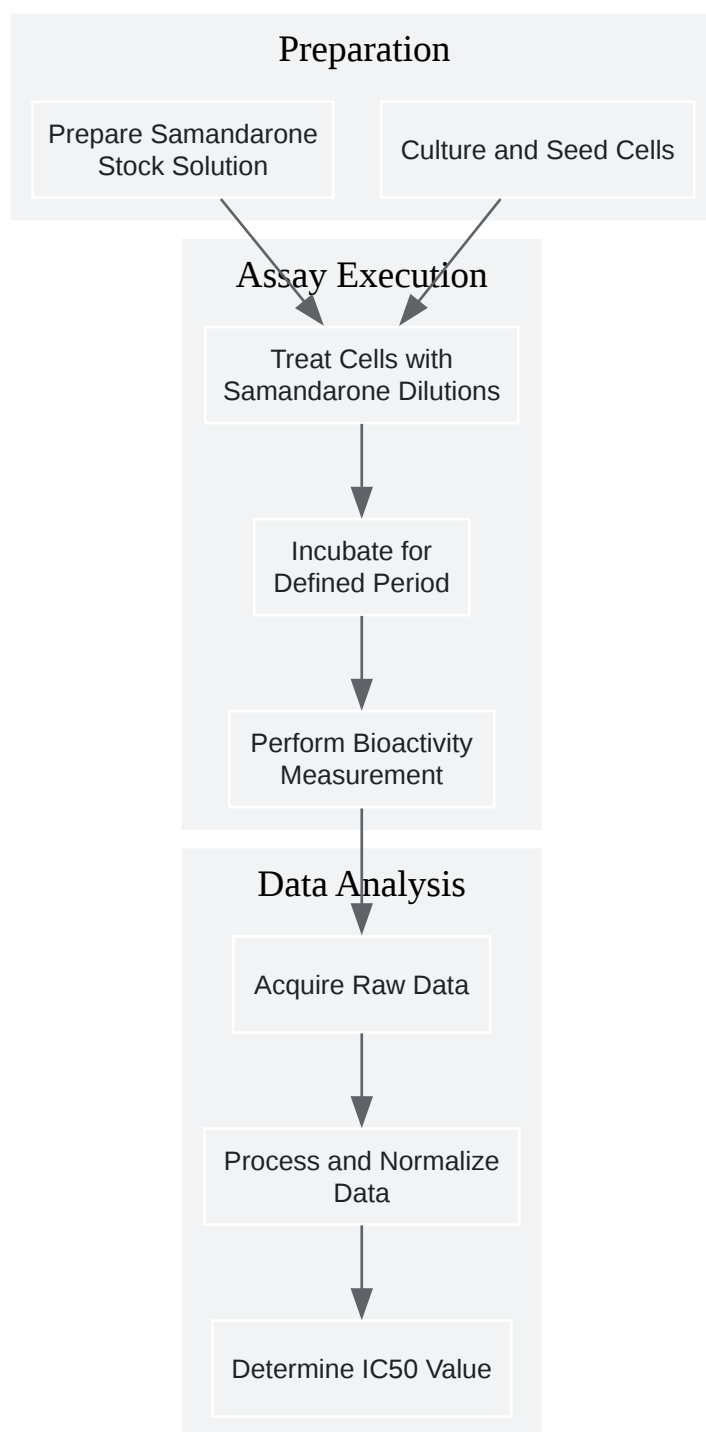 Preparation
Prepare Samandarone
Stock Solution
Culture and Seed Cells
Assay Execution
Treat Cells with
Samandarone Dilutions
Incubate for
Defined Period
Perform Bioactivity
Measurement
Data Analysis
Acquire Raw Data
Process and Normalize
Data
Determine IC50 Value